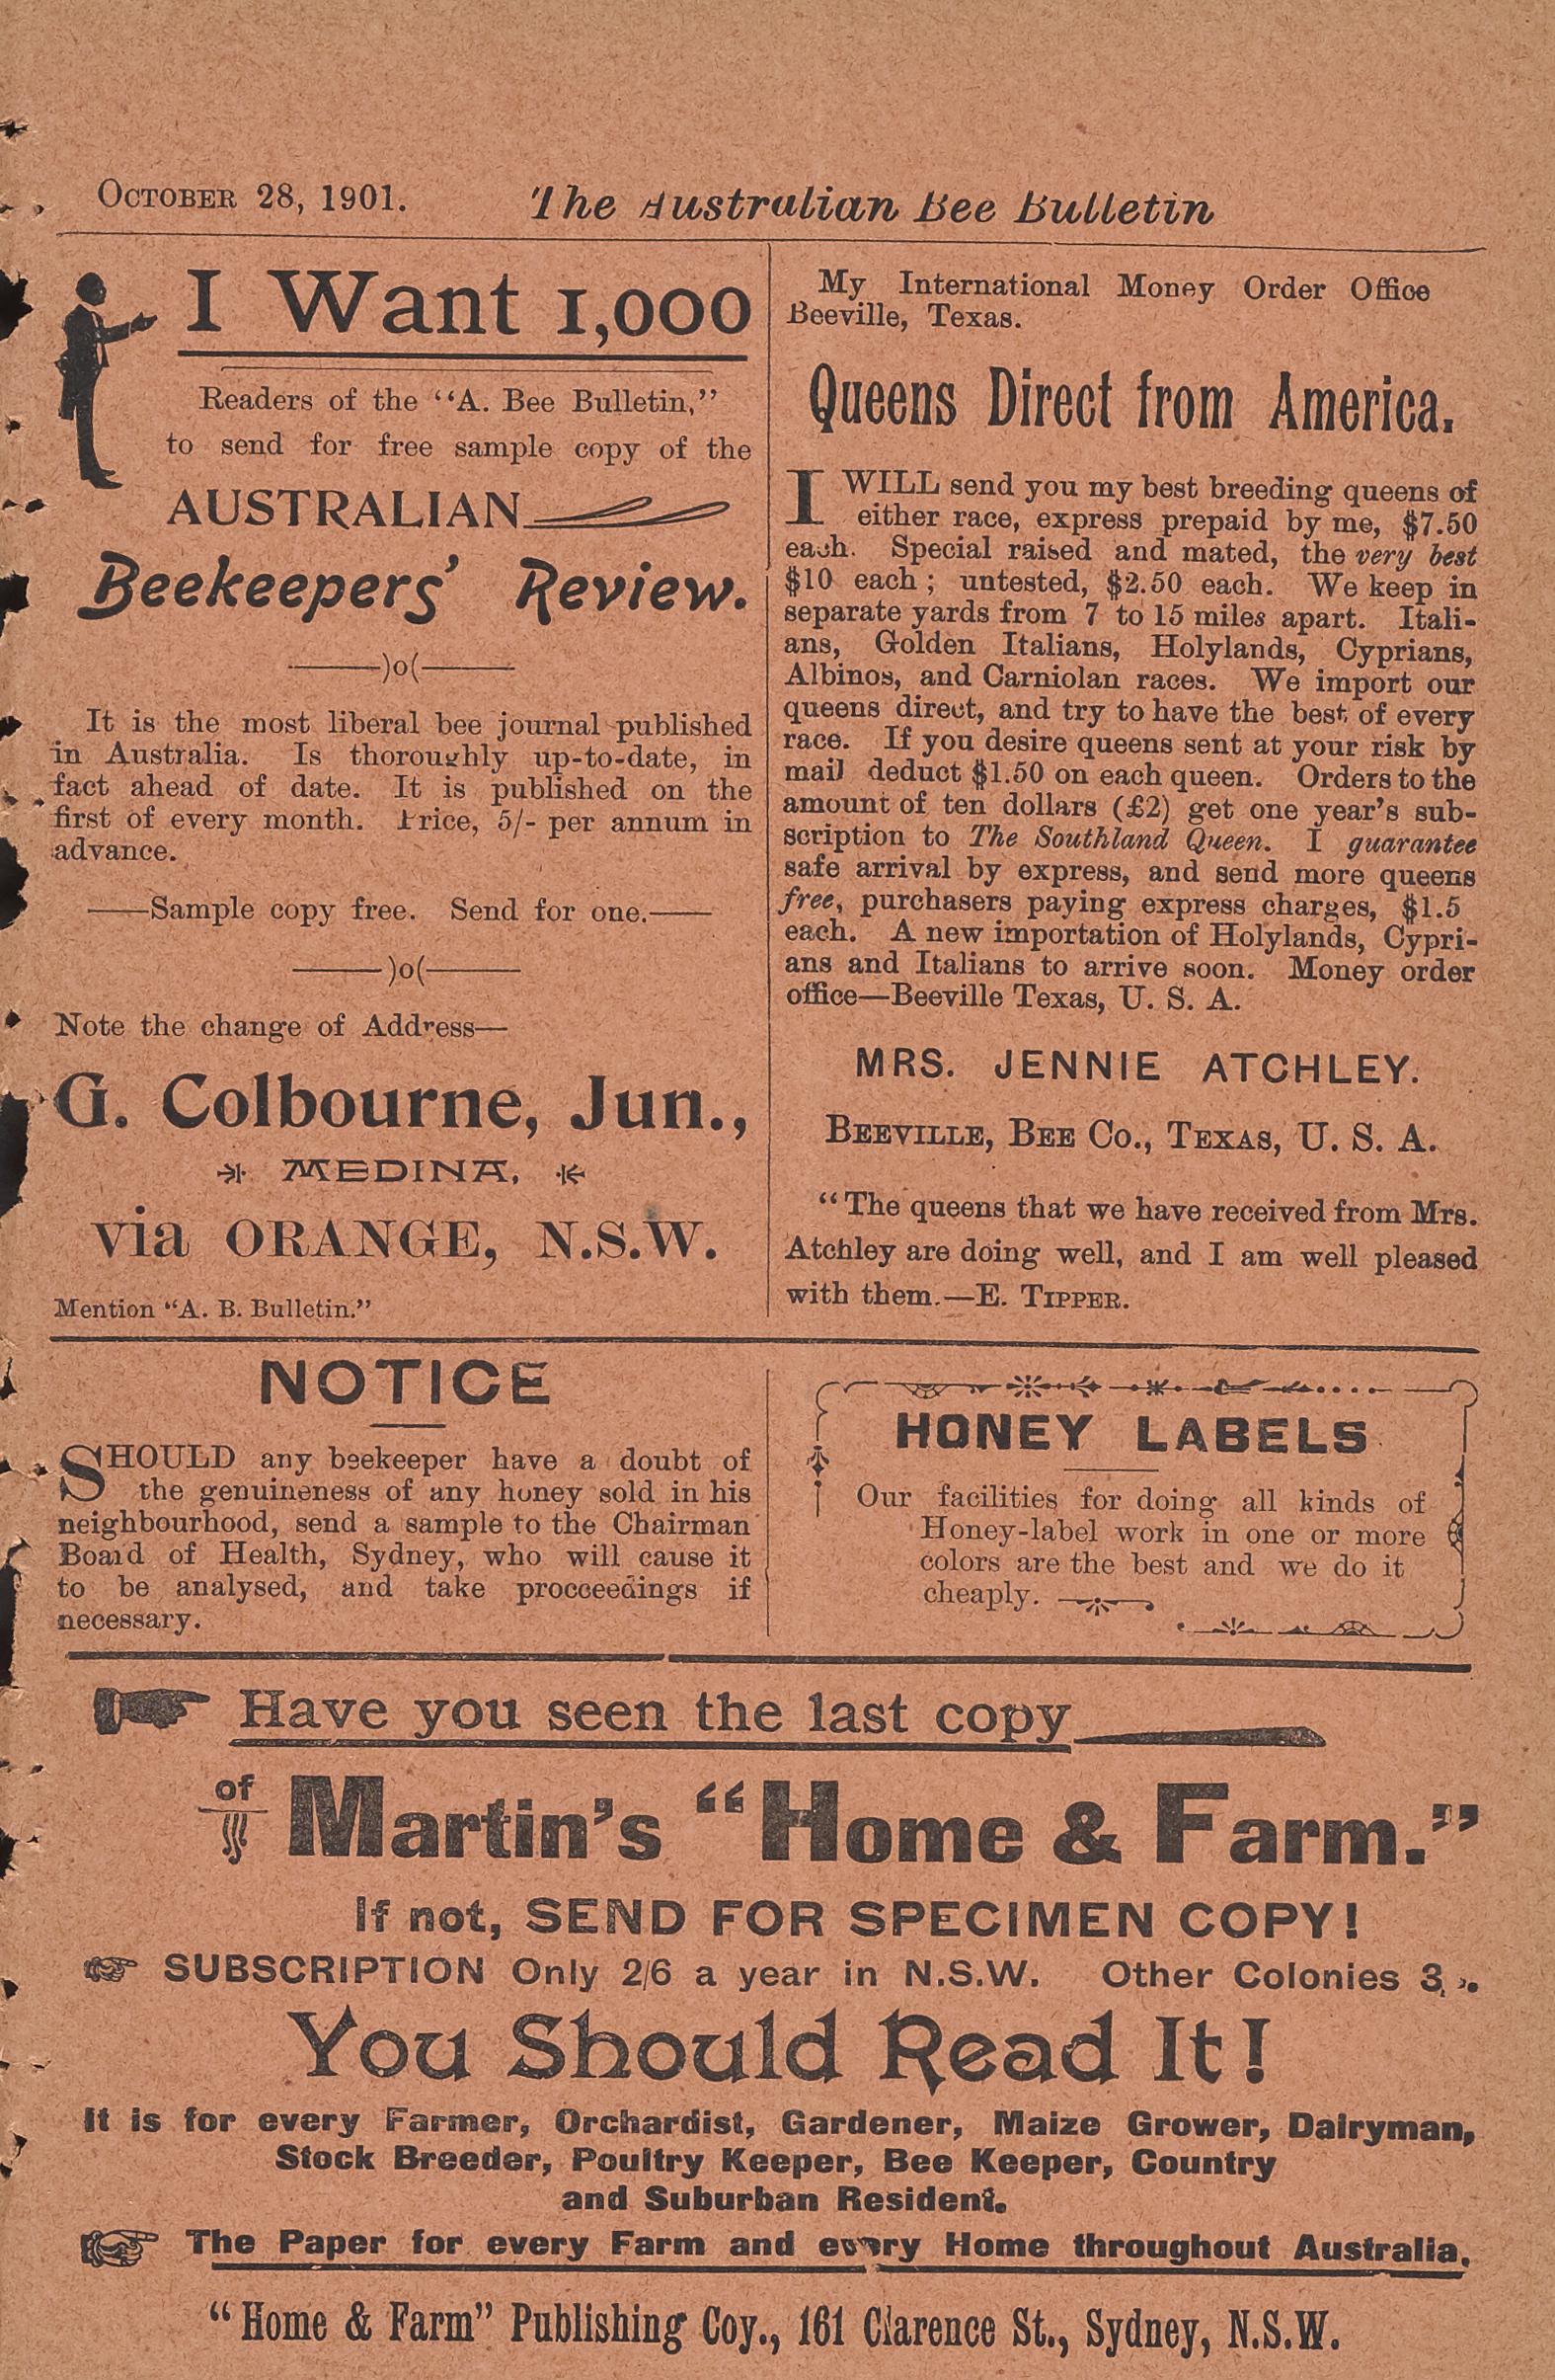 OCTOBER 28, 1901. The Australian Bee Bulletin
I Want 1,000
Readers of the "A. Bee Bulletin,"
to send for free sample copy of the
AUSTRALIAN
Beekeepers' Review.
)o(
It is the most liberal bee journal published
in Australia. Is thoroughly up-to-date, in
fact ahead of date. It is published on the
first of every month. Price, 5/- per annum in
advance.
——Sample copy free. Send for one.——
)o(
Note the change of Address—
G. Colbourne, Jun.,
MEDINA,
via ORANGE, N.S.W.
Mention "A. B. Bulletin."
My International Money Order Office
Beeville, Texas.
Queens Direct from America.
I WILL send you my best breeding queens of
either race, express prepaid by me, $7.50
each. Special raised and mated, the very best
$10 each; untested, $2.50 each. We keep in
separate yards from 7 to 15 miles apart. Itali-
ans, Golden Italians, Holylands, Cyprians,
Albinos, and Carniolan races. We import our
queens direct, and try to have the best of every
race. If you desire queens sent at your risk by
mail deduct $1.50 on each queen. Orders to the
amount of ten dollars (£2) get one year's sub-
scription to The Southland Queen. I guarantee
safe arrival by express, and send more queens
free, purchasers paying express charges, $1.5
each. A new importation of Holylands, Cypri-
ans and Italians to arrive soon. Money order
office—Beeville Texas, U. S. A.
MRS. JENNIE ATCHLEY.
BEEVILLE, BEE Co., TEXAS, U. S. A.
"The queens that we have received from Mrs.
Atchley are doing well, and I am well pleased
with them.—E. TIPPER.
NOTICE
SHOULD any beekeeper have a doubt of
the genuineness of any honey sold in his
neighbourhood, send a sample to the Chairman
Board of Health, Sydney, who will cause it
to be analysed, and take procceedings if
necessary.
HONEY LABELS
Our facilities for doing all kinds of
Honey-label work in one or more
colors are the best and we do it
cheaply.
Have you seen the last copy
of Martin's "Home & Farm."
If not, SEND FOR SPECIMEN COPY!
SUBSCRIPTION Only 2/6 a year in N.S.W. Other Colonies 3
You Should Read It!
It is for every Farmer, Orchardist, Gardener, Maize Grower, Dairyman,
Stock Breeder, Poultry Keeper, Bee Keeper, Country
and Suburban Resident.
The Paper for every Farm and every Home throughout Australia.
"Home & Farm" Publishing Coy., 161 Clarence St., Sydney, N.S.W.